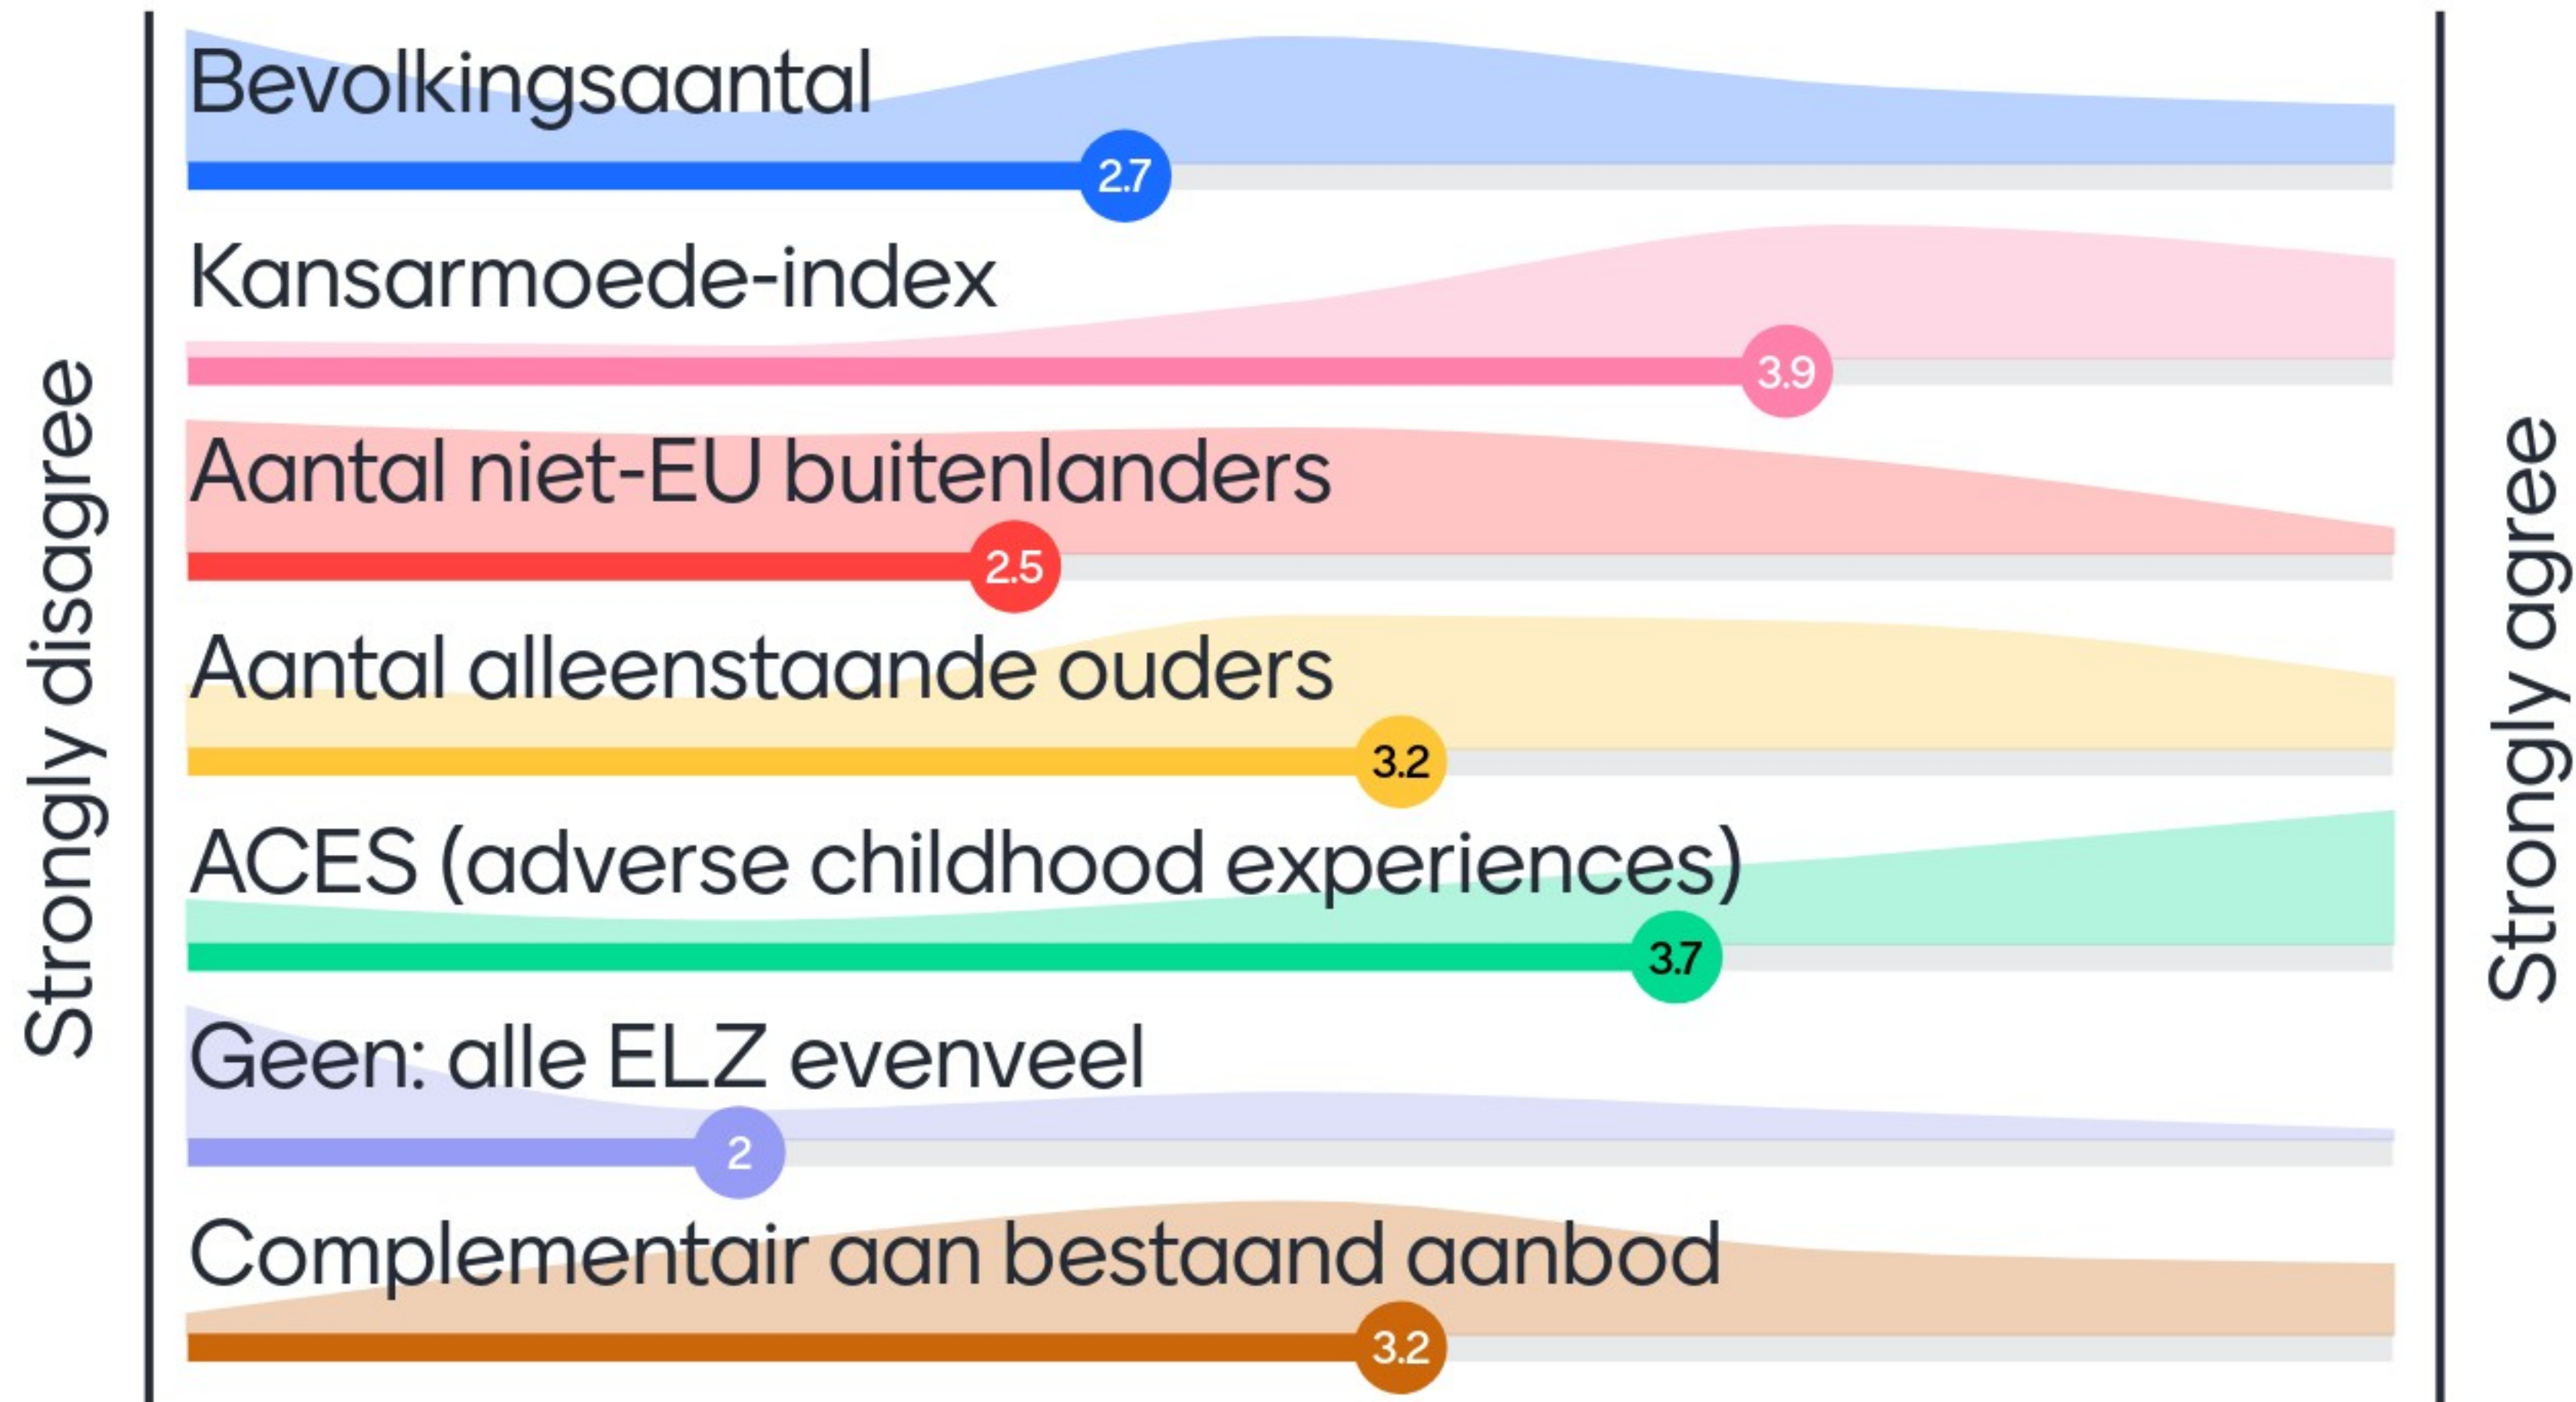 Strongly disagree
Bevolkingsaantal
2.7
Kansarmoede-index
3.9
Aantal niet-EU buitenlanders
2.5
Aantal alleenstaande ouders
3.2
ACES (adverse childhood experiences)
3.7
Geen: alle ELZ evenveel
2
Complementair aan bestaand aanbod
3.2
Strongly agree